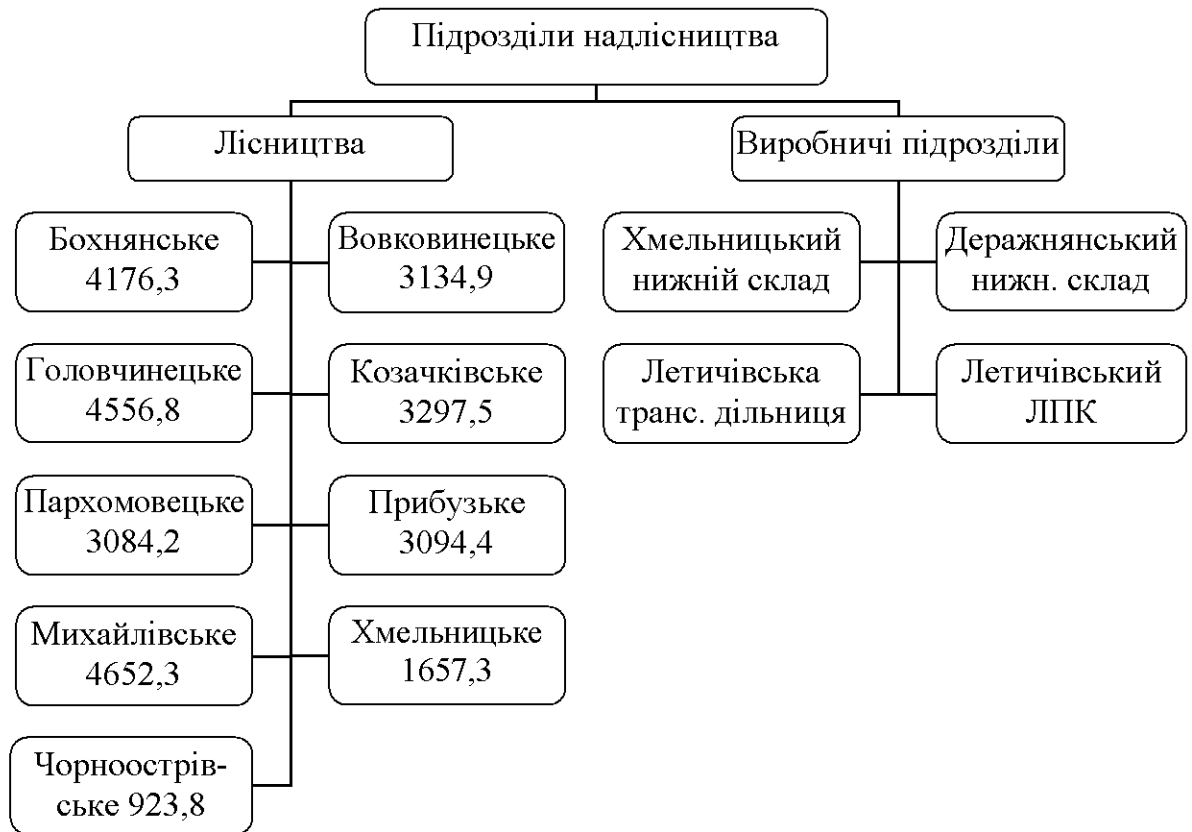 Підрозділи надлісництва
Лісництва
Виробничі підрозділи
Бохнянське
4176,3
Вовковинецьке
3134,9
Хмельницький
нижній склад
Деражнянський
нижн. склад
Головчинецьке
4556,8
Козачківське
3297,5
Летичівська
транс. дільниця
Летичівський
ЛПК
Пархомовецьке
3084,2
Прибузьке
3094,4
Михайлівське
4652,3
Хмельницьке
1657,3
Чорноострів-
ське 923,8